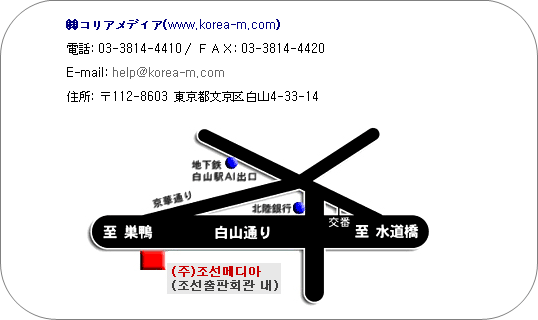 ㈱コリアメディア(www.korea-m.com)
電話: 03-3814-4410 / ＦＡＸ: 03-3814-4420
E-mail: help@korea-m.com
住所: 〒112-8603 東京都文京区白山4-33-14
地下鉄
白山駅AI出口
京華通り
北陸銀行
交番
至 巣鴨
白山通り
至 水道橋
(주)조선메디아
(조선출판회관 내)